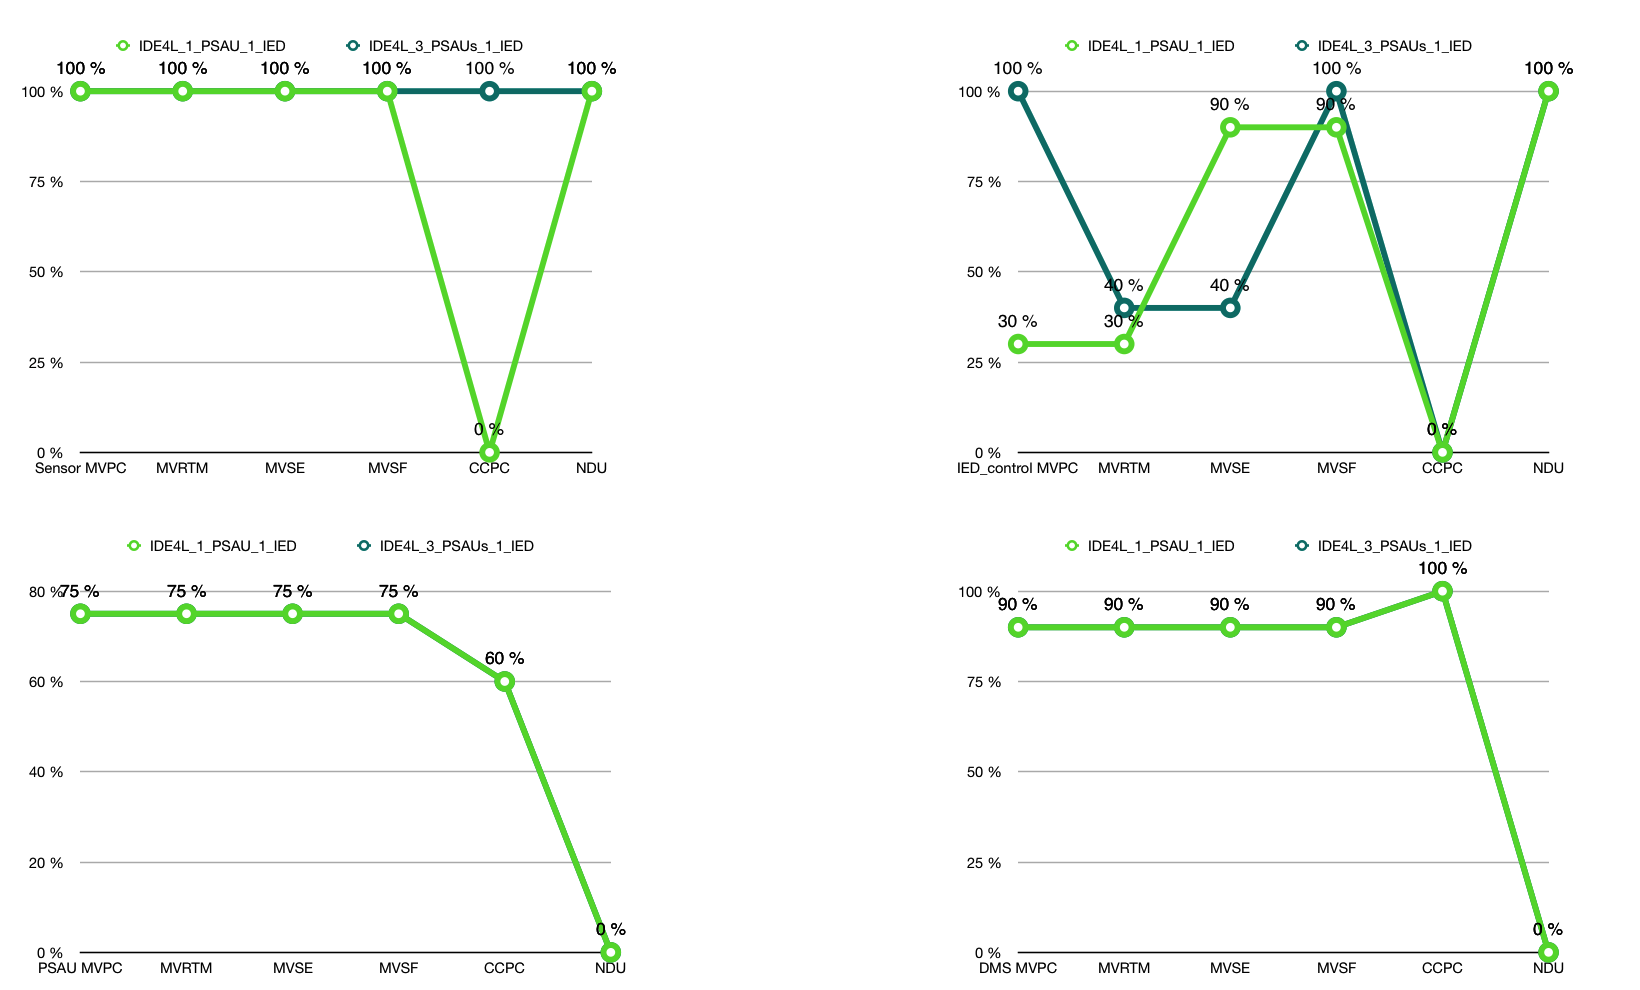 IDE4L_1_PSAU_1_IED IDE4L_3_PSAUs_1_IED
100 % 100 % 100 % 100 % 100 % 100 %
100 %
75 %
50 %
25 %
0 %
0 %
Sensor MVPC MVRTM MVSE MVSF CCPC NDU
IDE4L_1_PSAU_1_IED IDE4L_3_PSAUs_1_IED
100 % 100 % 100 %
100 % 90 % 90 %
75 %
50 %
40 % 40 %
30 % 30 %
25 %
0 %
0 %
IED_control MVPC MVRTM MVSE MVSF CCPC NDU
IDE4L_1_PSAU_1_IED IDE4L_3_PSAUs_1_IED
80 % 75 % 75 % 75 % 75 %
60 %
60 %
40 %
20 %
0 %
0 %
PSAU MVPC MVRTM MVSE MVSF CCPC NDU
IDE4L_1_PSAU_1_IED IDE4L_3_PSAUs_1_IED
100 %
100 %
90 % 90 % 90 % 90 %
75 %
50 %
25 %
0 %
0 %
DMS MVPC MVRTM MVSE MVSF CCPC NDU